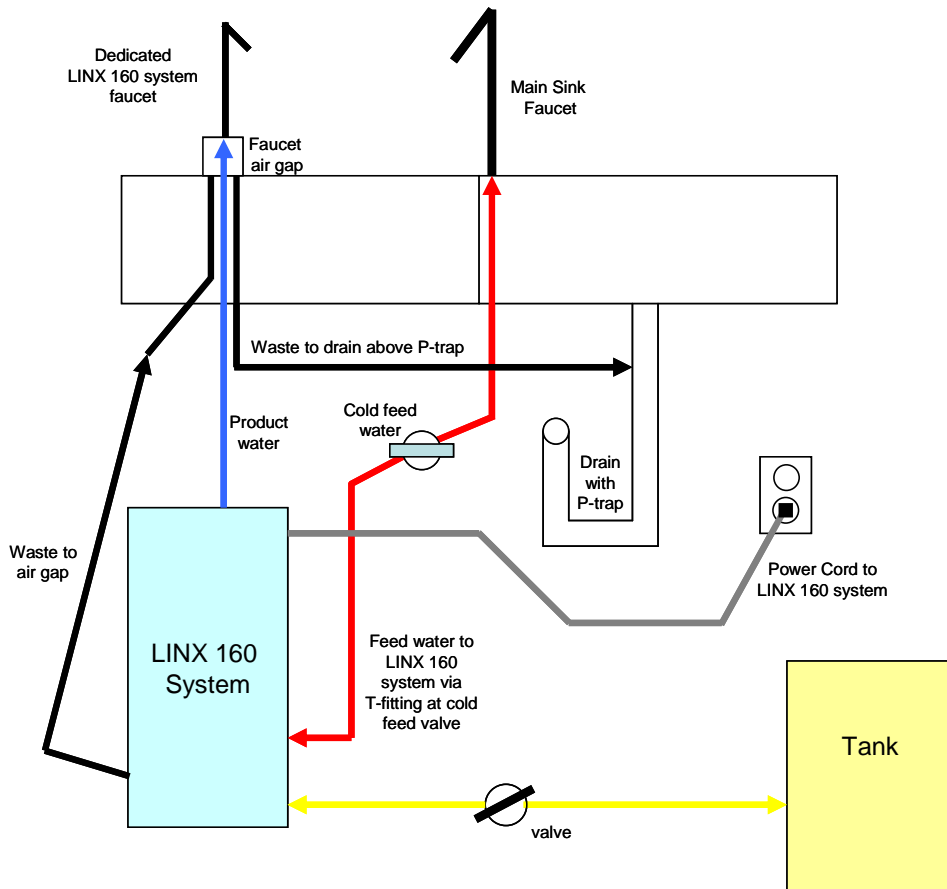 Dedicated
LINX 160 system
faucet
Main Sink
Faucet
Faucet
air gap
Waste to drain above P-trap
Product
water
Cold feed
water
Drain
with
P-trap
Waste to
air gap
Power Cord to
LINX 160 system
LINX 160
System
Feed water to
LINX 160
system via
T-fitting at cold
feed valve
Tank
valve